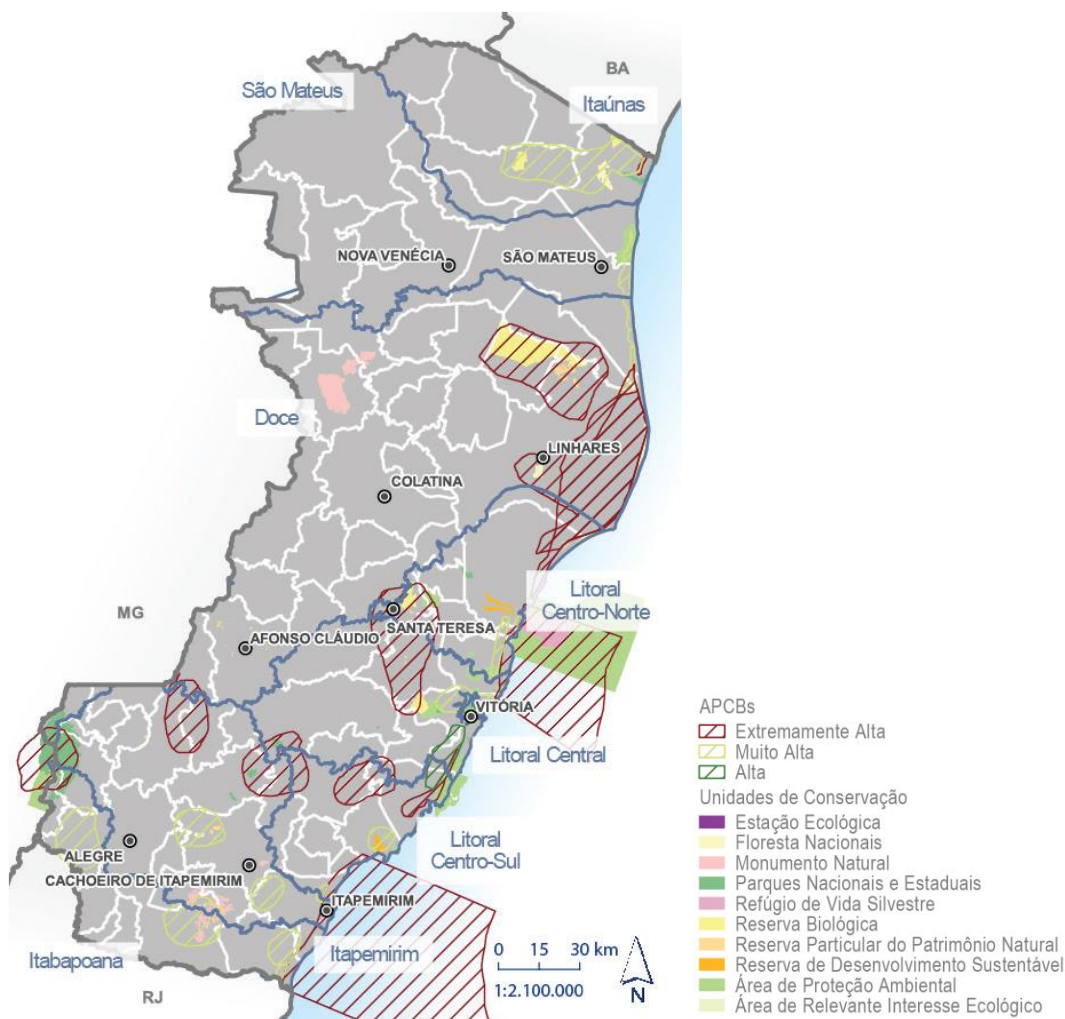 BA
São Mateus
Itaúnas
NOVA VENÉCIA
SÃO MATEUS
Doce
LINHARES
COLATINA
Litoral
Centro-Norte
MG
SANTA TERESA
AFONSO CLÁUDIO
VITÓRIA
Litoral Central
ALEGRE
Litoral
Centro-Sul
CACHOEIRO DE ITAPEMIRIM
ITAPEMIRIM
Itabapoana
Itapemirim
RJ
0 15 30 km
1:2.100.000
N
APCBs
Extremamente Alta
Muito Alta
Alta
Unidades de Conservação
Estação Ecológica
Floresta Nacionais
Monumento Natural
Parques Nacionais e Estaduais
Refúgio de Vida Silvestre
Reserva Biológica
Reserva Particular do Patrimônio Natural
Reserva de Desenvolvimento Sustentável
Área de Proteção Ambiental
Área de Relevante Interesse Ecológico